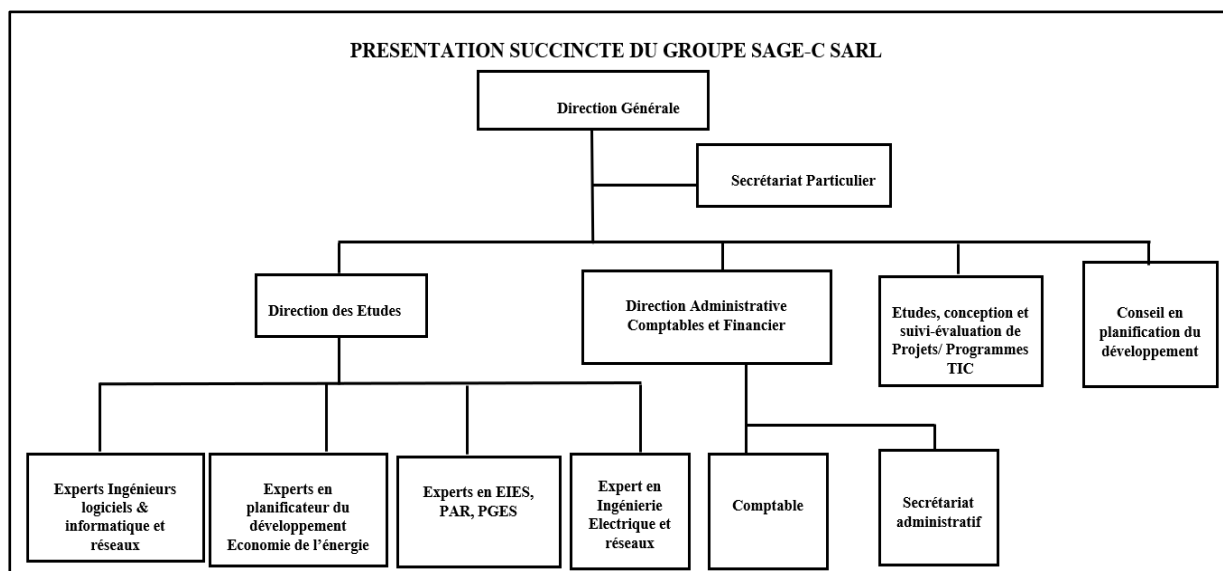 PRESENTATION SUCCINCTE DU GROUPE SAGE-C SARL
Direction Générale
Secrétariat Particulier
Direction des Etudes
Direction Administrative
Comptables et Financier
Etudes, conception et
suivi-évaluation de
Projets/ Programmes
TIC
Conseil en
planification du
développement
Experts Ingénieurs
logiciels &
informatique et
réseaux
Experts en
planificateur du
développement
Economie de l'énergie
Experts en EIES,
PAR, PGES
Expert en
Ingénierie
Electrique et
réseaux
Comptable
Secrétariat
administratif